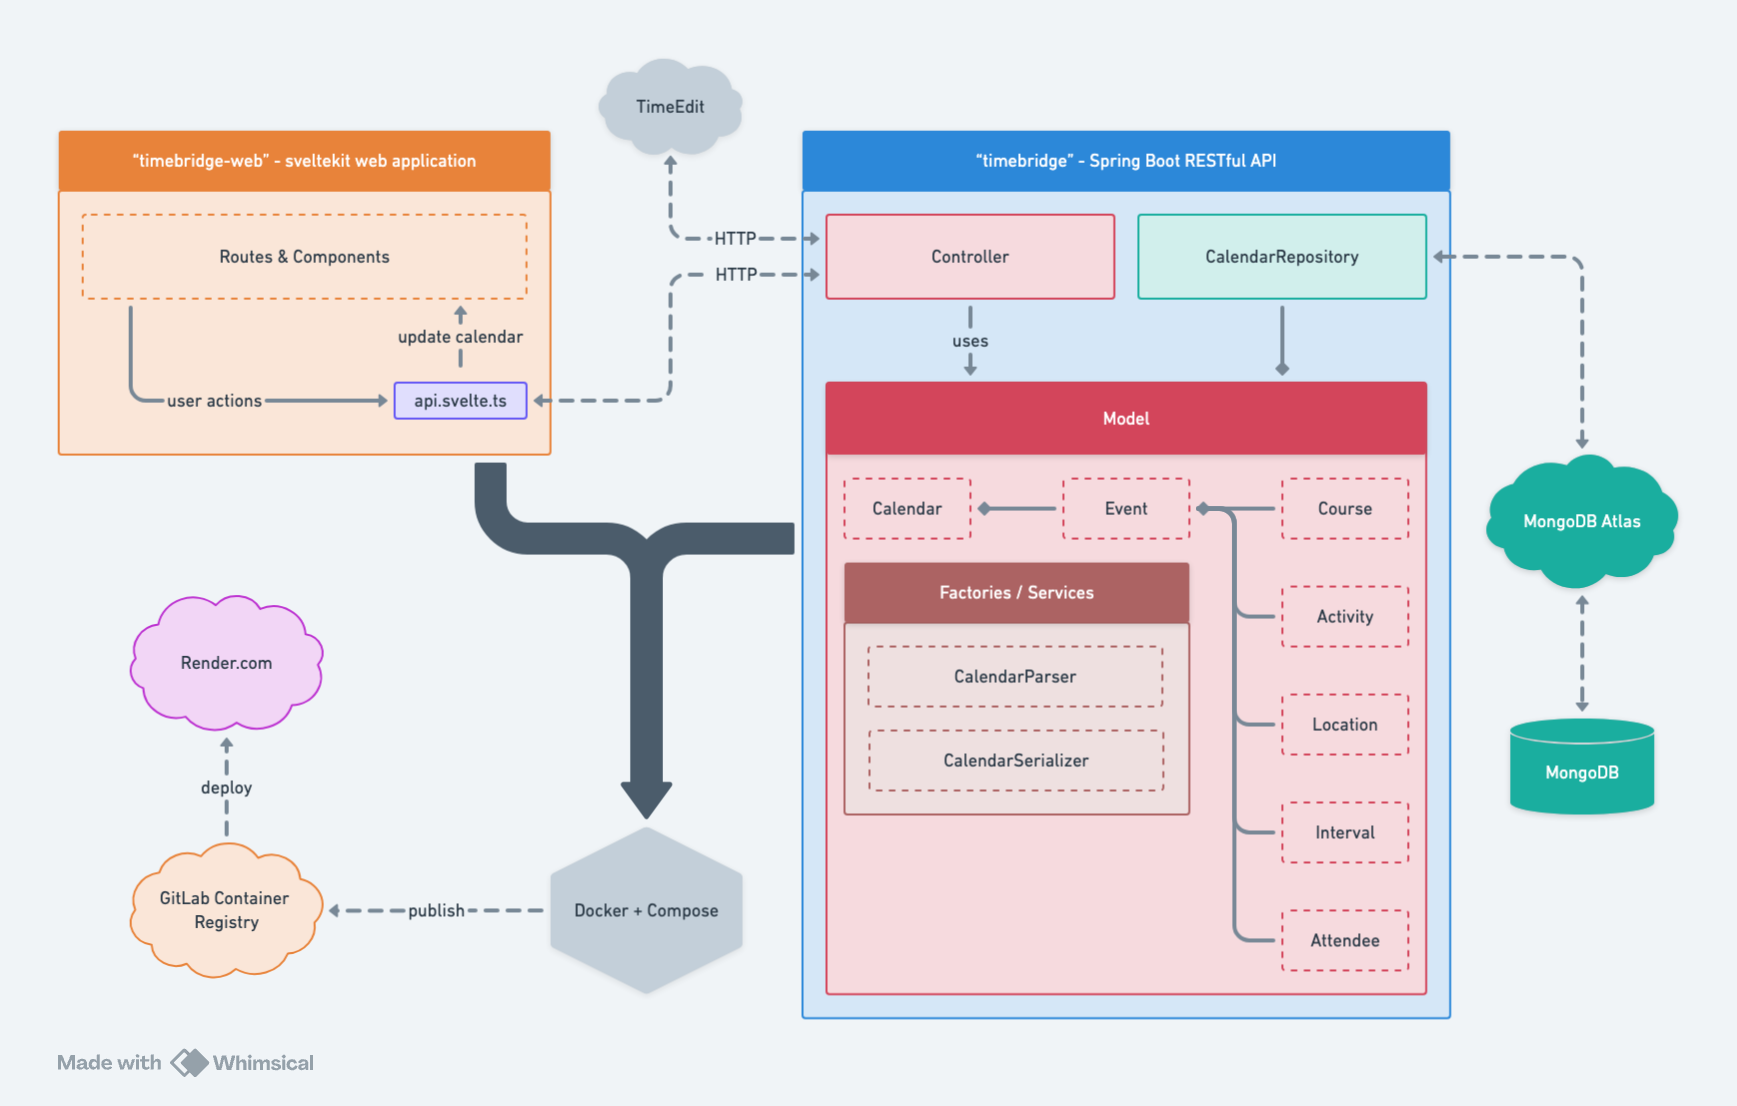 TimeEdit
“timebridge-web” - sveltekit web application
Routes & Components
update calendar
user actions
api.svelte.ts
HTTP
HTTP
“timebridge” - Spring Boot RESTful API
Controller
CalendarRepository
uses
Model
Calendar
Event
Course
Factories / Services
CalendarParser
CalendarSerializer
Activity
Location
Interval
Attendee
MongoDB Atlas
MongoDB
Render.com
deploy
GitLab Container
Registry
publish
Docker + Compose
Made with Whimsical